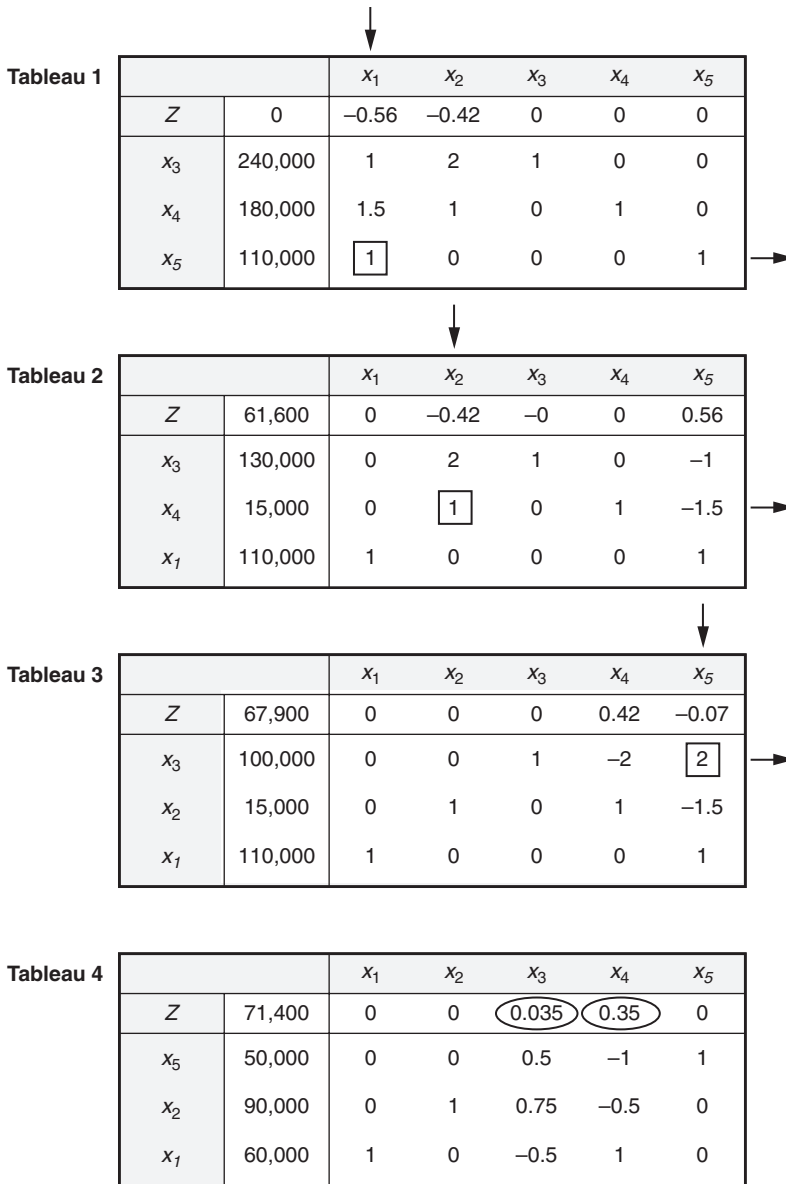 Tableau 1 x₁ x₂ x₃ x₄ x₅
Z 0 –0.56 –0.42 0 0 0
x₃ 240,000 1 2 1 0 0
x₄ 180,000 1.5 1 0 1 0
x₅ 110,000 1 0 0 0 1
Tableau 2 x₁ x₂ x₃ x₄ x₅
Z 61,600 0 –0.42 –0 0 0.56
x₃ 130,000 0 2 1 0 –1
x₄ 15,000 0 1 0 1 –1.5
x₁ 110,000 1 0 0 0 1
Tableau 3 x₁ x₂ x₃ x₄ x₅
Z 67,900 0 0 0 0.42 –0.07
x₃ 100,000 0 0 1 –2 2
x₂ 15,000 0 1 0 1 –1.5
x₁ 110,000 1 0 0 0 1
Tableau 4 x₁ x₂ x₃ x₄ x₅
Z 71,400 0 0 0.035 0.35 0
x₅ 50,000 0 0 0.5 –1 1
x₂ 90,000 0 1 0.75 –0.5 0
x₁ 60,000 1 0 –0.5 1 0